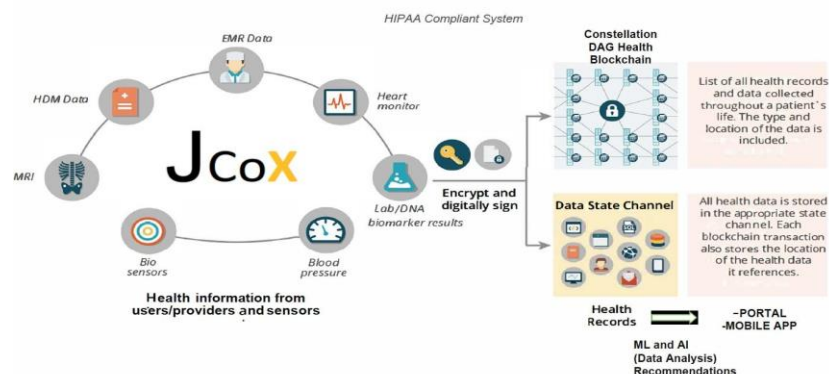 HIPAA Compliant System
EMR Data
HDM Data
Heart
monitor
MRI
JCoX
Lab/DNA
biomarker results
Bio
sensors
Blood
pressure
Health information from
users/providers and sensors
Encrypt and
digitally sign
Constellation
DAG Health
Blockchain
List of all health records
and data collected
throughout a patient's
life. The type and
location of the data is
included.
Data State Channel
All health data is stored
in the appropriate state
channel. Each
blockchain transaction
also stores the location
of the health data
it references.
Health
Records
-PORTAL
-MOBILE APP
ML and AI
(Data Analysis)
Recommendations